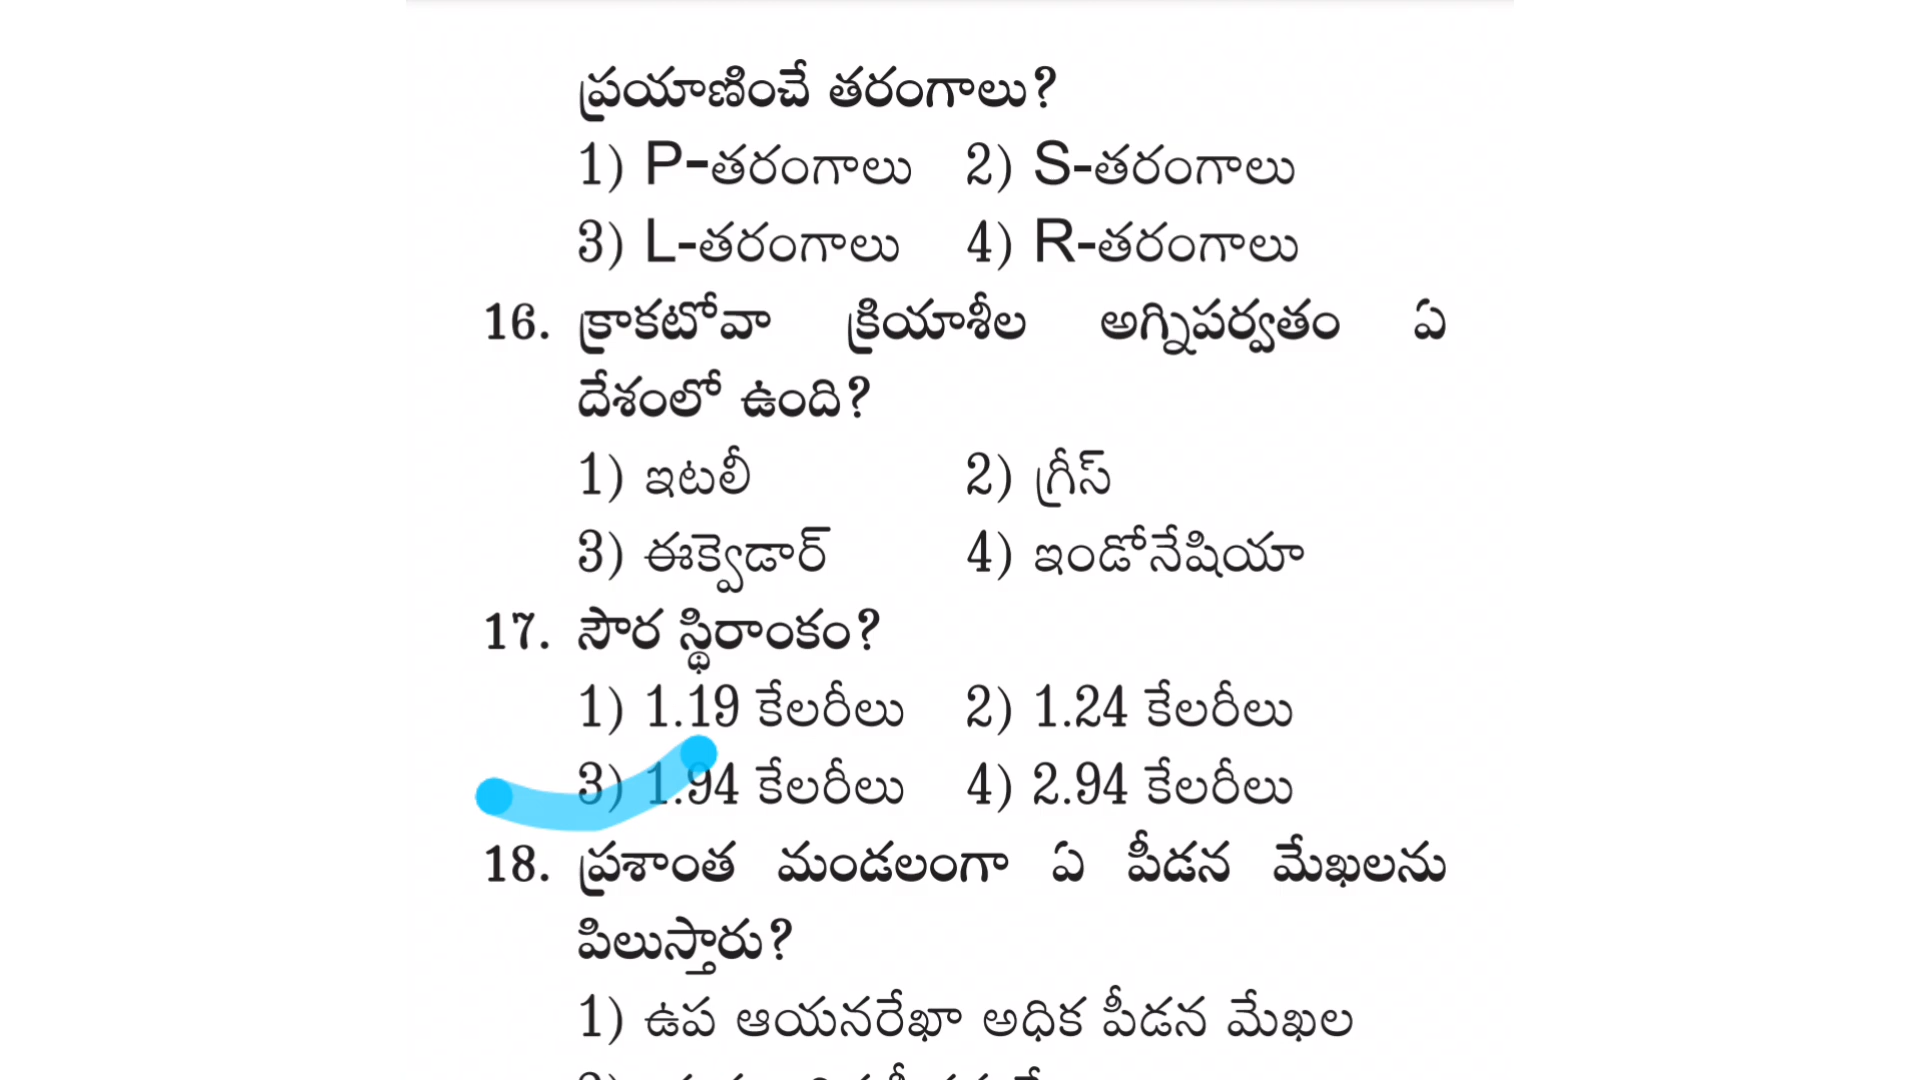 ప్రయాణించే తరంగాలు?
1) P-తరంగాలు 2) S-తరంగాలు
3) L-తరంగాలు 4) R-తరంగాలు
16. క్రాకటోవా క్రియాశీల అగ్నిపర్వతం ఏ
దేశంలో ఉంది?
1) ఇటలీ 2) గ్రీస్
3) ఈక్వెడార్ 4) ఇండోనేషియా
17. సౌర స్థిరాంకం?
1) 1.19 కేలరీలు 2) 1.24 కేలరీలు
3) 1.94 కేలరీలు 4) 2.94 కేలరీలు
18. ప్రశాంత మండలంగా ఏ పీడన మేఖలను
పిలుస్తారు?
1) ఉప ఆయనరేఖా అధిక పీడన మేఖల